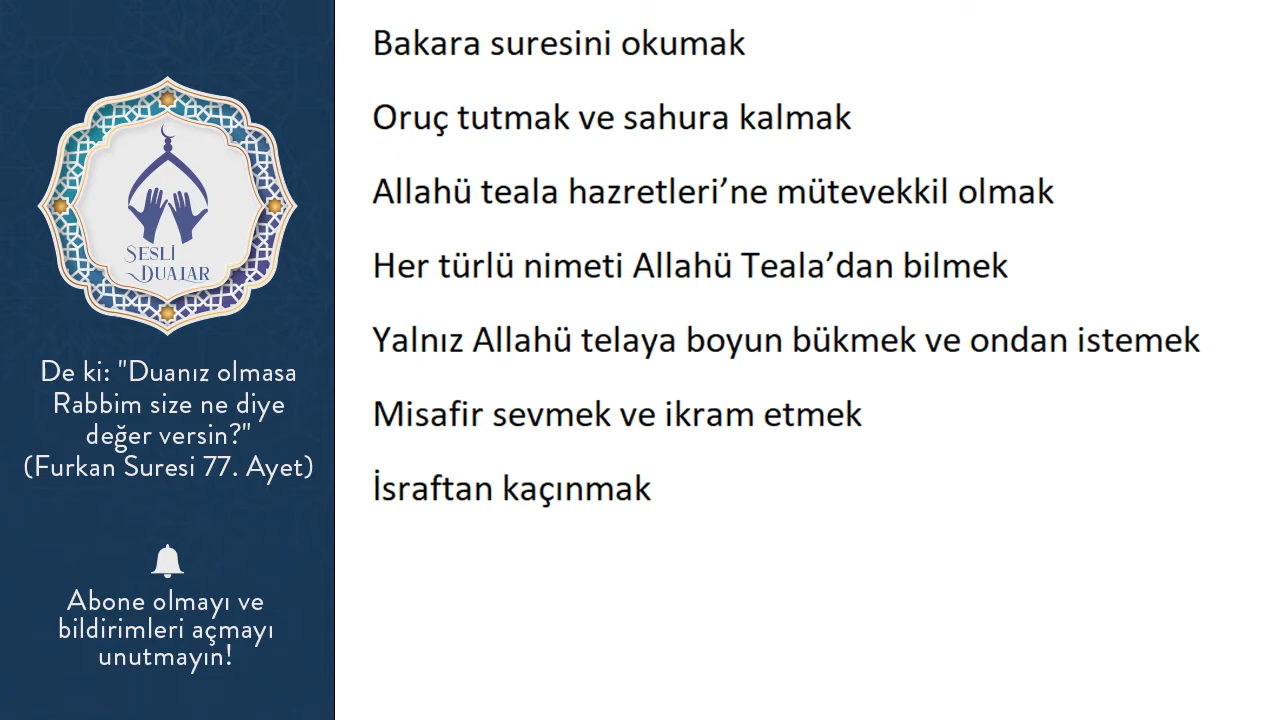 SESLİ
DUALAR
De ki: "Duanız olmasa
Rabbim size ne diye
değer versin?"
(Furkan Suresi 77. Ayet)
Abone olmayı ve
bildirimleri açmayı
unutmayın!
Bakara suresini okumak
Oruç tutmak ve sahura kalmak
Allahü teala hazretleri’ne mütevekkil olmak
Her türlü nimeti Allahü Teala’dan bilmek
Yalnız Allahü telaya boyun bükmek ve ondan istemek
Misafir sevmek ve ikram etmek
İsraftan kaçınmak